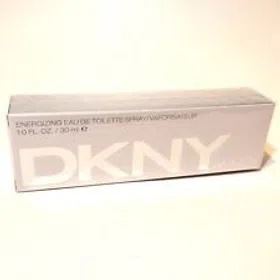 ENERGIZING EAU DE TOILETTE SPRAY/VAPORISATEUR
1.0 FL. OZ. / 30 ml e
DKNY